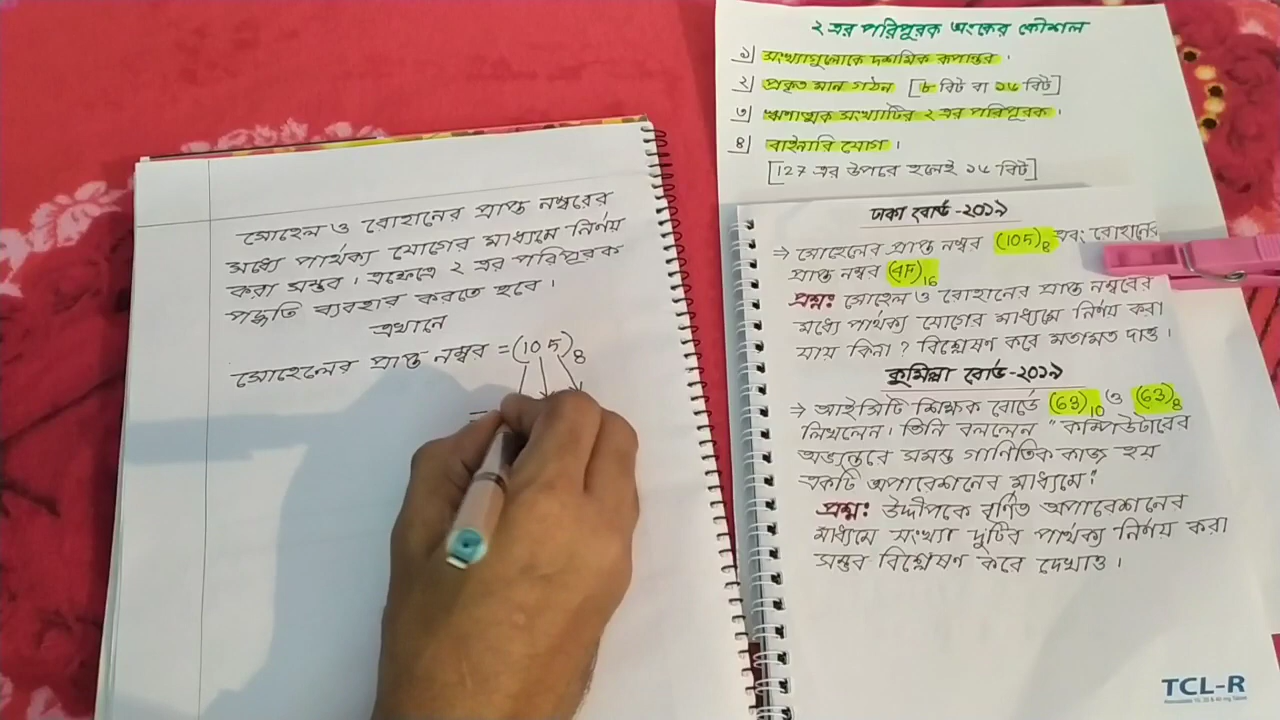 সোহেল ও রোহানের প্রাপ্ত নম্বরের
মধ্যে পার্থক্য যোগের মাধ্যমে নির্ণয়
করা সম্ভব। এক্ষেত্রে ২ এর পরিপূরক
পদ্ধতি ব্যবহার করতে হবে।
এখানে
সোহেলের প্রাপ্ত নম্বর = (105)₈
=
২ এর পরিপূরক অংকের কৌশল
১) সংখ্যাগুলোকে দশমিক রূপান্তর।
২) প্রকৃত মান গঠন [৮ বিট বা ১৬ বিট]
৩) ঋণাত্মক সংখ্যাটির ২ এর পরিপূরক।
৪) বাইনারি যোগ।
[127 এর উপরে হলেই ১৬ বিট]
ঢাকা বোর্ড -২০১৯
⇒ সোহেলের প্রাপ্ত নম্বর (105)₈ এবং রোহানের
প্রাপ্ত নম্বর (4F)₁₆
প্রশ্ন: সোহেল ও রোহানের প্রাপ্ত নম্বরের
মধ্যে পার্থক্য যোগের মাধ্যমে নির্ণয় করা
যায় কিনা? বিশ্লেষণ করে মতামত দাও।
কুমিল্লা বোর্ড -২০১৯
⇒ আইসিটি শিক্ষক বোর্ডে (63)₁₀ ও (63)₈
লিখলেন। তিনি বললেন "কম্পিউটারের
অভ্যন্তরে সমস্ত গাণিতিক কাজ হয়
একটি অপারেশনের মাধ্যমে"
প্রশ্ন: উদ্দীপকে বর্ণিত অপারেশনের
মাধ্যমে সংখ্যা দুটির পার্থক্য নির্ণয় করা
সম্ভব বিশ্লেষণ করে দেখাও।
TCL-R